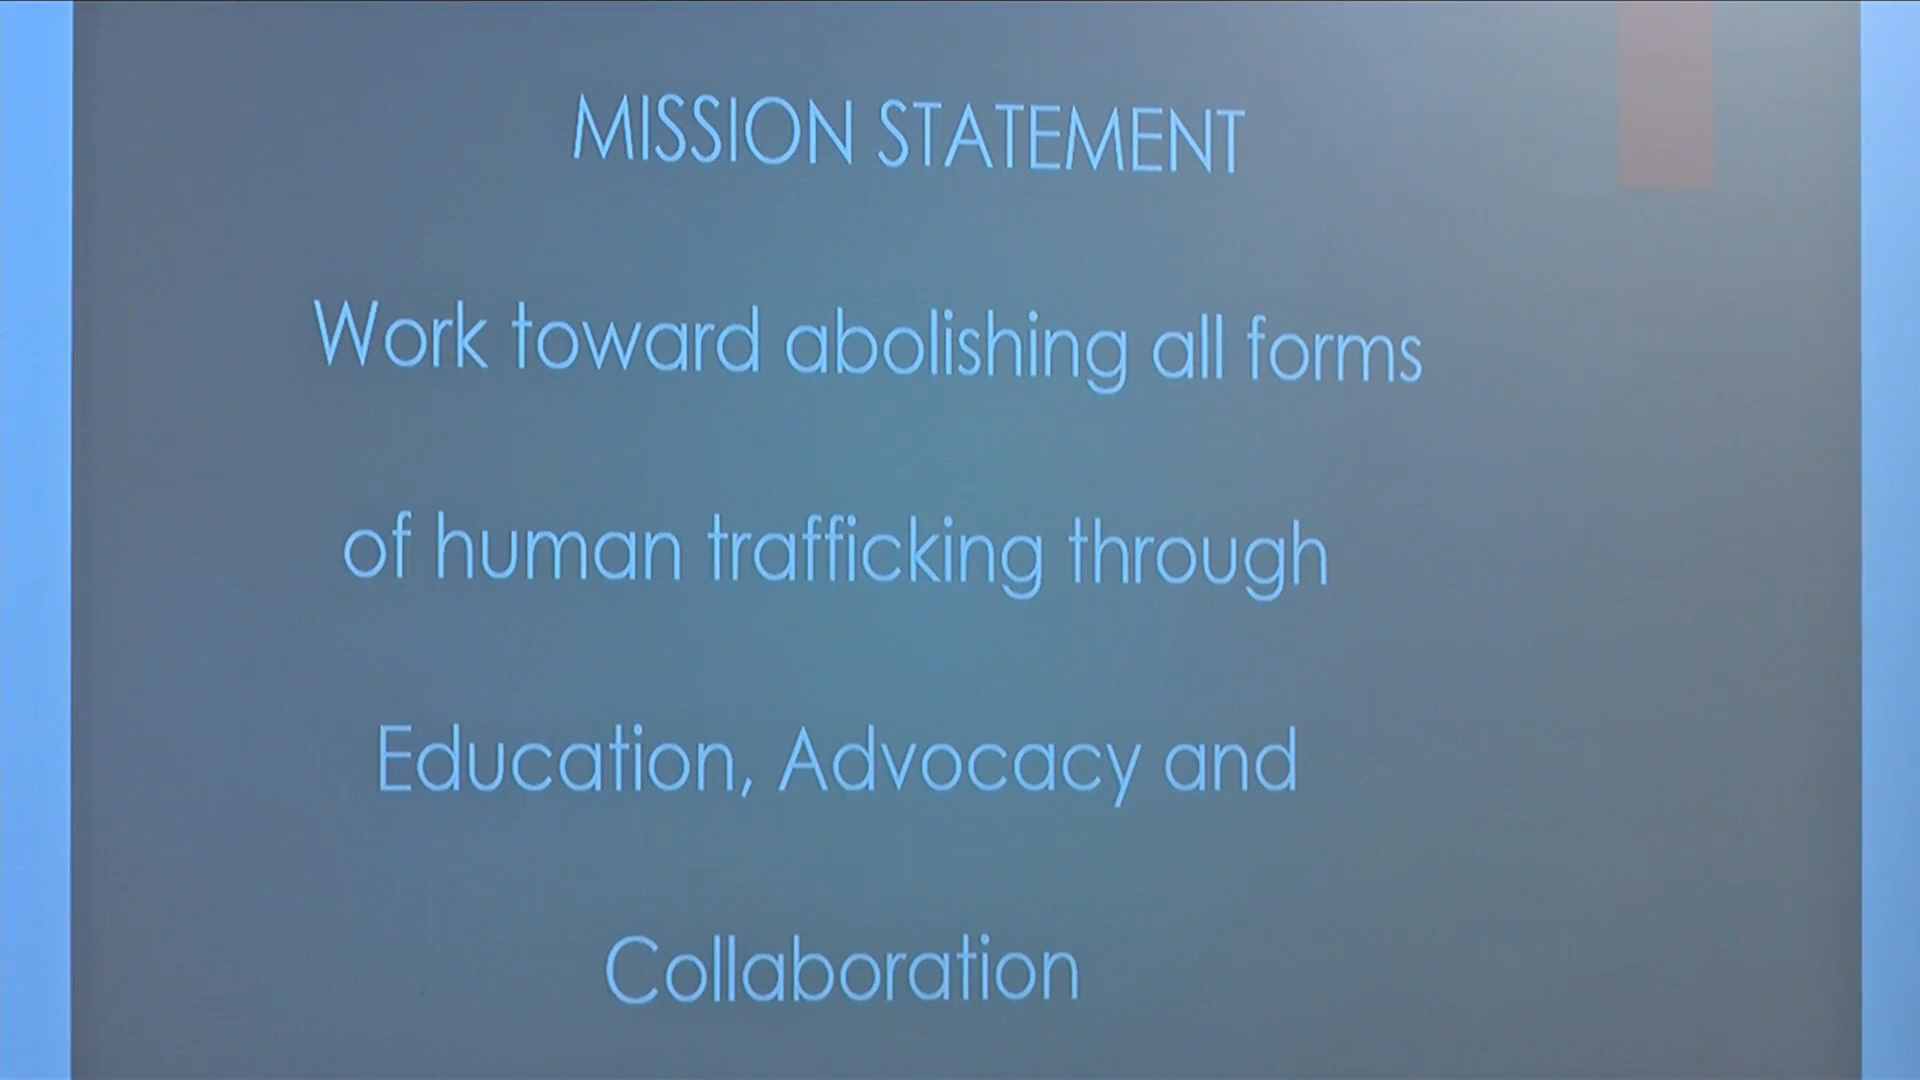 MISSION STATEMENT
Work toward abolishing all forms
of human trafficking through
Education, Advocacy and
Collaboration